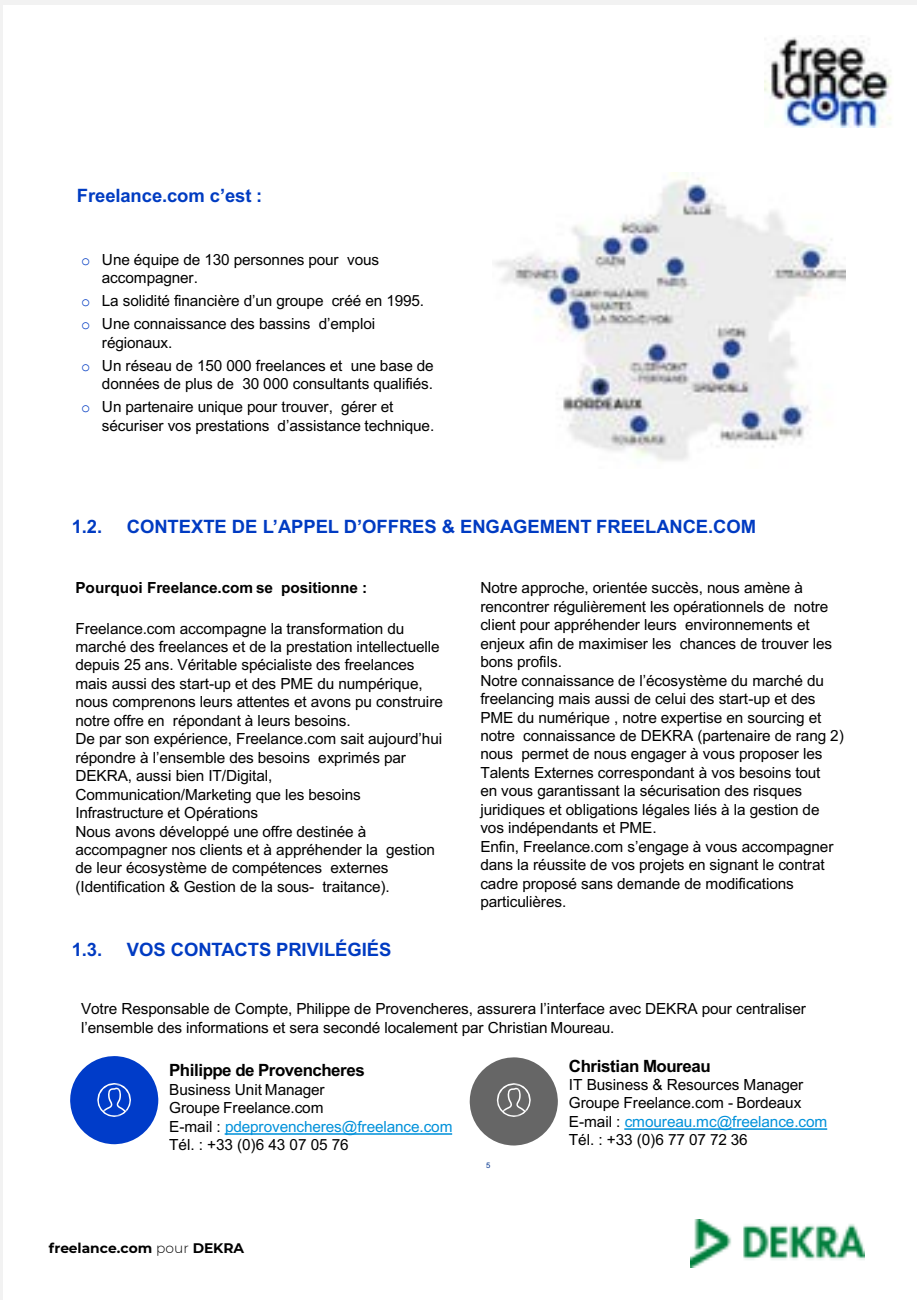 free
lance
com
Freelance.com c’est :
o Une équipe de 130 personnes pour vous
accompagner.
o La solidité financière d’un groupe créé en 1995.
o Une connaissance des bassins d’emploi
régionaux.
o Un réseau de 150 000 freelances et une base de
données de plus de 30 000 consultants qualifiés.
o Un partenaire unique pour trouver, gérer et
sécuriser vos prestations d’assistance technique.
LILLE
ROUEN
CAEN
PARIS
STRASBOURG
RENNES
SAINT-NAZAIRE
NANTES
LA ROCHE/YON
LYON
CLERMONT
-FERRAND
GRENOBLE
BORDEAUX
TOULOUSE
MARSEILLE
NICE
1.2. CONTEXTE DE L’APPEL D’OFFRES & ENGAGEMENT FREELANCE.COM
Pourquoi Freelance.com se positionne :
Freelance.com accompagne la transformation du
marché des freelances et de la prestation intellectuelle
depuis 25 ans. Véritable spécialiste des freelances
mais aussi des start-up et des PME du numpérique,
nous comprenons leurs attentes et avons pu construire
notre offre en répondant à leurs besoins.
De par son expérience, Freelance.com sait aujourd’hui
répondre à l’ensemble des besoins exprimés par
DEKRA, aussi bien IT/Digital,
Communication/Marketing que les besoins
Infrastructure et Opérations
Nous avons développé une offre destinée à
accompagner nos clients et à appréhender la gestion
de leur écosystème de compétences externes
(Identification & Gestion de la sous- traitance).
Notre approche, orientée succès, nous amène à
rencontrer régulièrement les opérationnels de notre
client pour appréhender leurs environnements et
enjeux afin de maximiser les chances de trouver les
bons profils.
Notre connaissance de l’écosystème du marché du
freelancing mais aussi de celui des start-up et des
PME du numérique , notre expertise en sourcing et
notre connaissance de DEKRA (partenaire de rang 2)
nous permet de nous engager à vous proposer les
Talents Externes correspondant à vos besoins tout
en vous garantissant la sécurisation des risques
juridiques et obligations légales liés à la gestion de
vos indépendants et PME.
Enfin, Freelance.com s’engage à vous accompagner
dans la réussite de vos projets en signant le contrat
cadre proposé sans demande de modifications
particulières.
1.3. VOS CONTACTS PRIVILÉGIÉS
Votre Responsable de Compte, Philippe de Provencheres, assurera l’interface avec DEKRA pour centraliser
l’ensemble des informations et sera secondé localement par Christian Moureau.
Philippe de Provencheres
Business Unit Manager
Groupe Freelance.com
E-mail : pdeprovencheres@freelance.com
Tél. : +33 (0)6 43 07 05 76
Christian Moureau
IT Business & Resources Manager
Groupe Freelance.com - Bordeaux
E-mail : cmoureau.mc@freelance.com
Tél. : +33 (0)6 77 07 72 36
5
freelance.com pour DEKRA
DEKRA